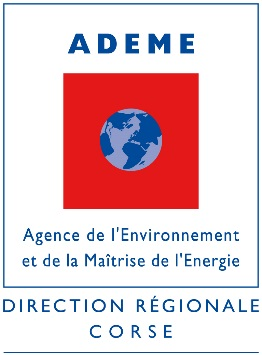 ADEME
Agence de l'Environnement
et de la Maîtrise de l'Energie
DIRECTION RÉGIONALE
CORSE